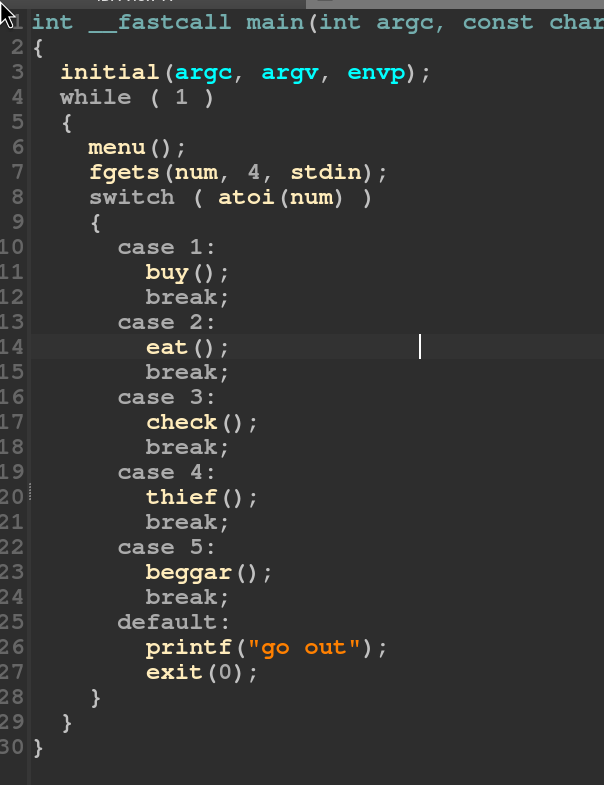 1 int __fastcall main(int argc, const char
2 {
3   initial(argc, argv, envp);
4   while ( 1 )
5   {
6     menu();
7     fgets(num, 4, stdin);
8     switch ( atoi(num) )
9     {
10       case 1:
11         buy();
12         break;
13       case 2:
14         eat();
15         break;
16       case 3:
17         check();
18         break;
19       case 4:
20         thief();
21         break;
22       case 5:
23         beggar();
24         break;
25       default:
26         printf("go out");
27         exit(0);
28     }
29   }
30 }